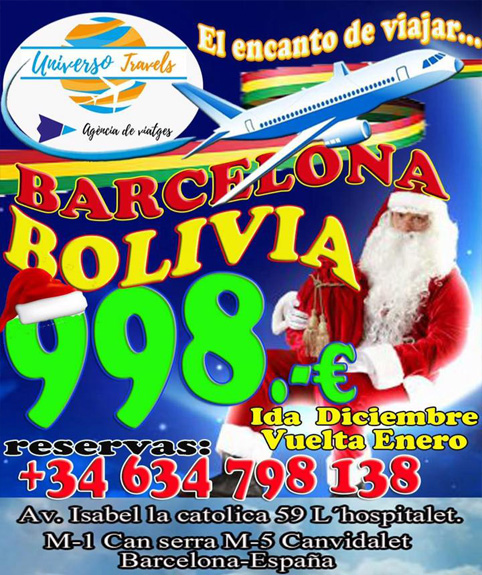 El encanto de viajar...
Universo Travels
Agència de viatges
BARCELONA
BOLIVIA
998.-€
Ida Diciembre
Vuelta Enero
reservas:
+34 634 798 138
Av. Isabel la catolica 59 L´hospitalet.
M-1 Can serra M-5 Canvidalet
Barcelona-España